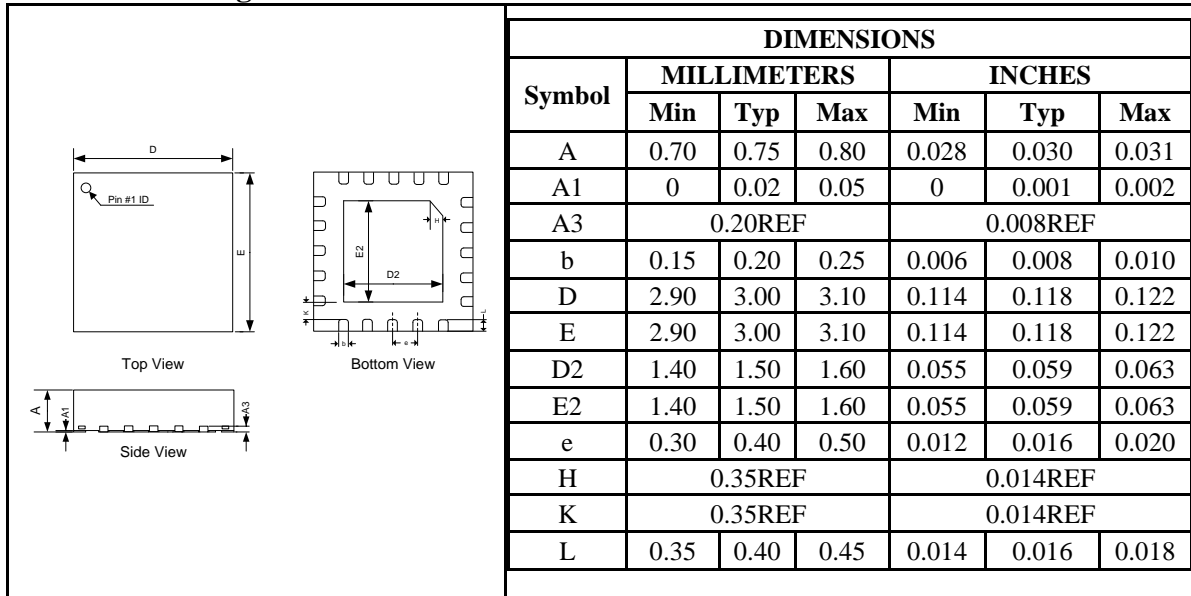 D
Pin #1 ID
E
Top View
H
E2
D2
K
L
b
e
Bottom View
A
A1
A3
Side View
DIMENSIONS
Symbol MILLIMETERS INCHES
Min Typ Max Min Typ Max
A 0.70 0.75 0.80 0.028 0.030 0.031
A1 0 0.02 0.05 0 0.001 0.002
A3 0.20REF 0.008REF
b 0.15 0.20 0.25 0.006 0.008 0.010
D 2.90 3.00 3.10 0.114 0.118 0.122
E 2.90 3.00 3.10 0.114 0.118 0.122
D2 1.40 1.50 1.60 0.055 0.059 0.063
E2 1.40 1.50 1.60 0.055 0.059 0.063
e 0.30 0.40 0.50 0.012 0.016 0.020
H 0.35REF 0.014REF
K 0.35REF 0.014REF
L 0.35 0.40 0.45 0.014 0.016 0.018